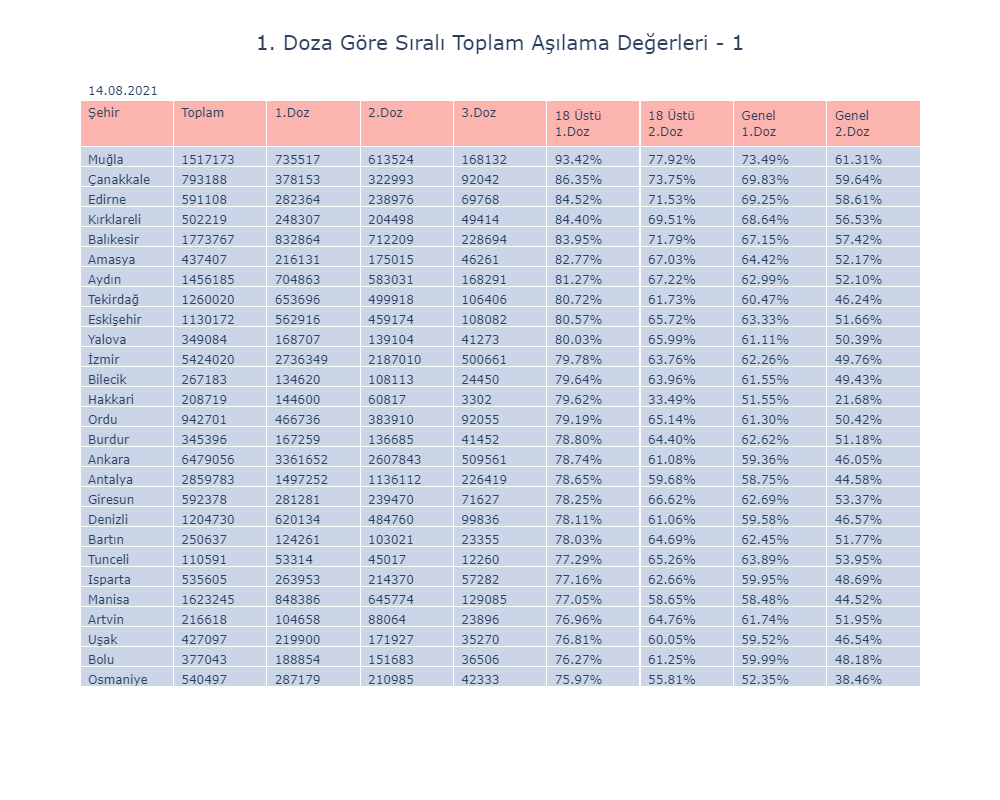 1. Doza Göre Sıralı Toplam Aşılama Değerleri - 1
14.08.2021
Şehir Toplam 1.Doz 2.Doz 3.Doz 18 Üstü 1.Doz 18 Üstü 2.Doz Genel 1.Doz Genel 2.Doz
Muğla 1517173 735517 613524 168132 93.42% 77.92% 73.49% 61.31%
Çanakkale 793188 378153 322993 92042 86.35% 73.75% 69.83% 59.64%
Edirne 591108 282364 238976 69768 84.52% 71.53% 69.25% 58.61%
Kırklareli 502219 248307 204498 49414 84.40% 69.51% 68.64% 56.53%
Balıkesir 1773767 832864 712209 228694 83.95% 71.79% 67.15% 57.42%
Amasya 437407 216131 175015 46261 82.77% 67.03% 64.42% 52.17%
Aydın 1456185 704863 583031 168291 81.27% 67.22% 62.99% 52.10%
Tekirdağ 1260020 653696 499918 106406 80.72% 61.73% 60.47% 46.24%
Eskişehir 1130172 562916 459174 108082 80.57% 65.72% 63.33% 51.66%
Yalova 349084 168707 139104 41273 80.03% 65.99% 61.11% 50.39%
İzmir 5424020 2736349 2187010 500661 79.78% 63.76% 62.26% 49.76%
Bilecik 267183 134620 108113 24450 79.64% 63.96% 61.55% 49.43%
Hakkari 208719 144600 60817 3302 79.62% 33.49% 51.55% 21.68%
Ordu 942701 466736 383910 92055 79.19% 65.14% 61.30% 50.42%
Burdur 345396 167259 136685 41452 78.80% 64.40% 62.62% 51.18%
Ankara 6479056 3361652 2607843 509561 78.74% 61.08% 59.36% 46.05%
Antalya 2859783 1497252 1136112 226419 78.65% 59.68% 58.75% 44.58%
Giresun 592378 281281 239470 71627 78.25% 66.62% 62.69% 53.37%
Denizli 1204730 620134 484760 99836 78.11% 61.06% 59.58% 46.57%
Bartın 250637 124261 103021 23355 78.03% 64.69% 62.45% 51.77%
Tunceli 110591 53314 45017 12260 77.29% 65.26% 63.89% 53.95%
Isparta 535605 263953 214370 57282 77.16% 62.66% 59.95% 48.69%
Manisa 1623245 848386 645774 129085 77.05% 58.65% 58.48% 44.52%
Artvin 216618 104658 88064 23896 76.96% 64.76% 61.74% 51.95%
Uşak 427097 219900 171927 35270 76.81% 60.05% 59.52% 46.54%
Bolu 377043 188854 151683 36506 76.27% 61.25% 59.99% 48.18%
Osmaniye 540497 287179 210985 42333 75.97% 55.81% 52.35% 38.46%